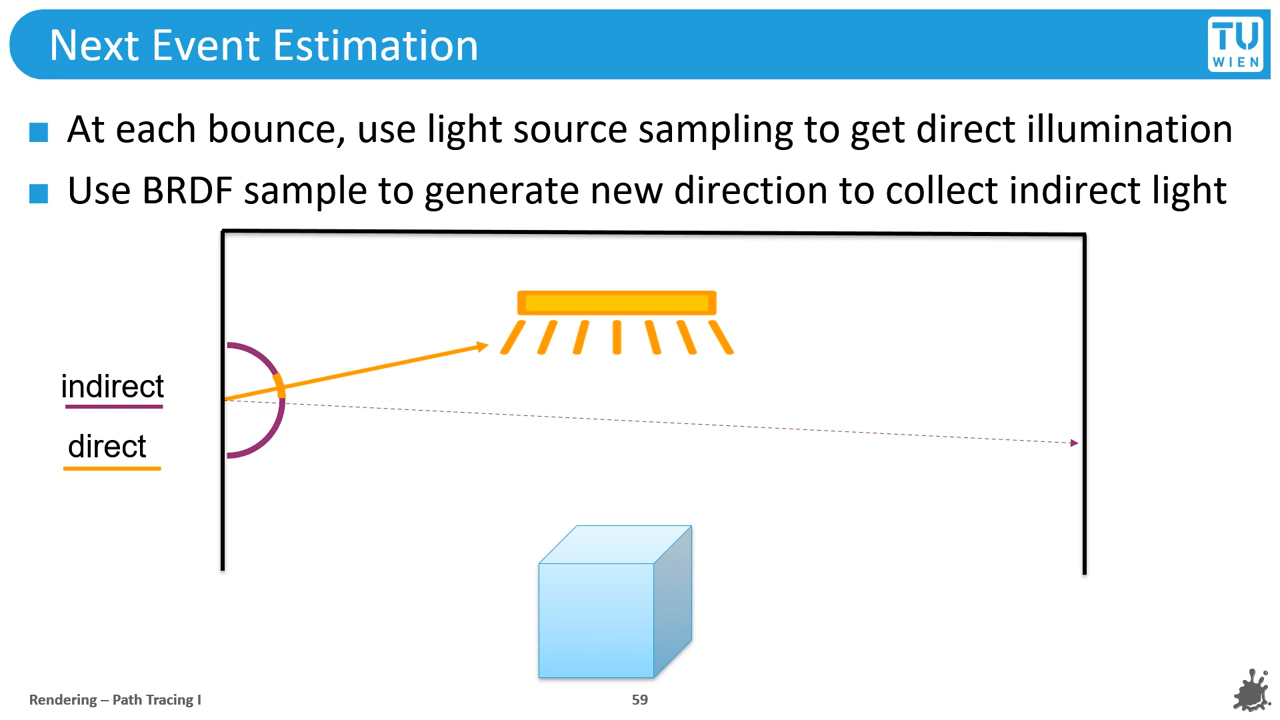 Next Event Estimation
TU
WIEN
At each bounce, use light source sampling to get direct illumination
Use BRDF sample to generate new direction to collect indirect light
indirect
direct
Rendering – Path Tracing I
59